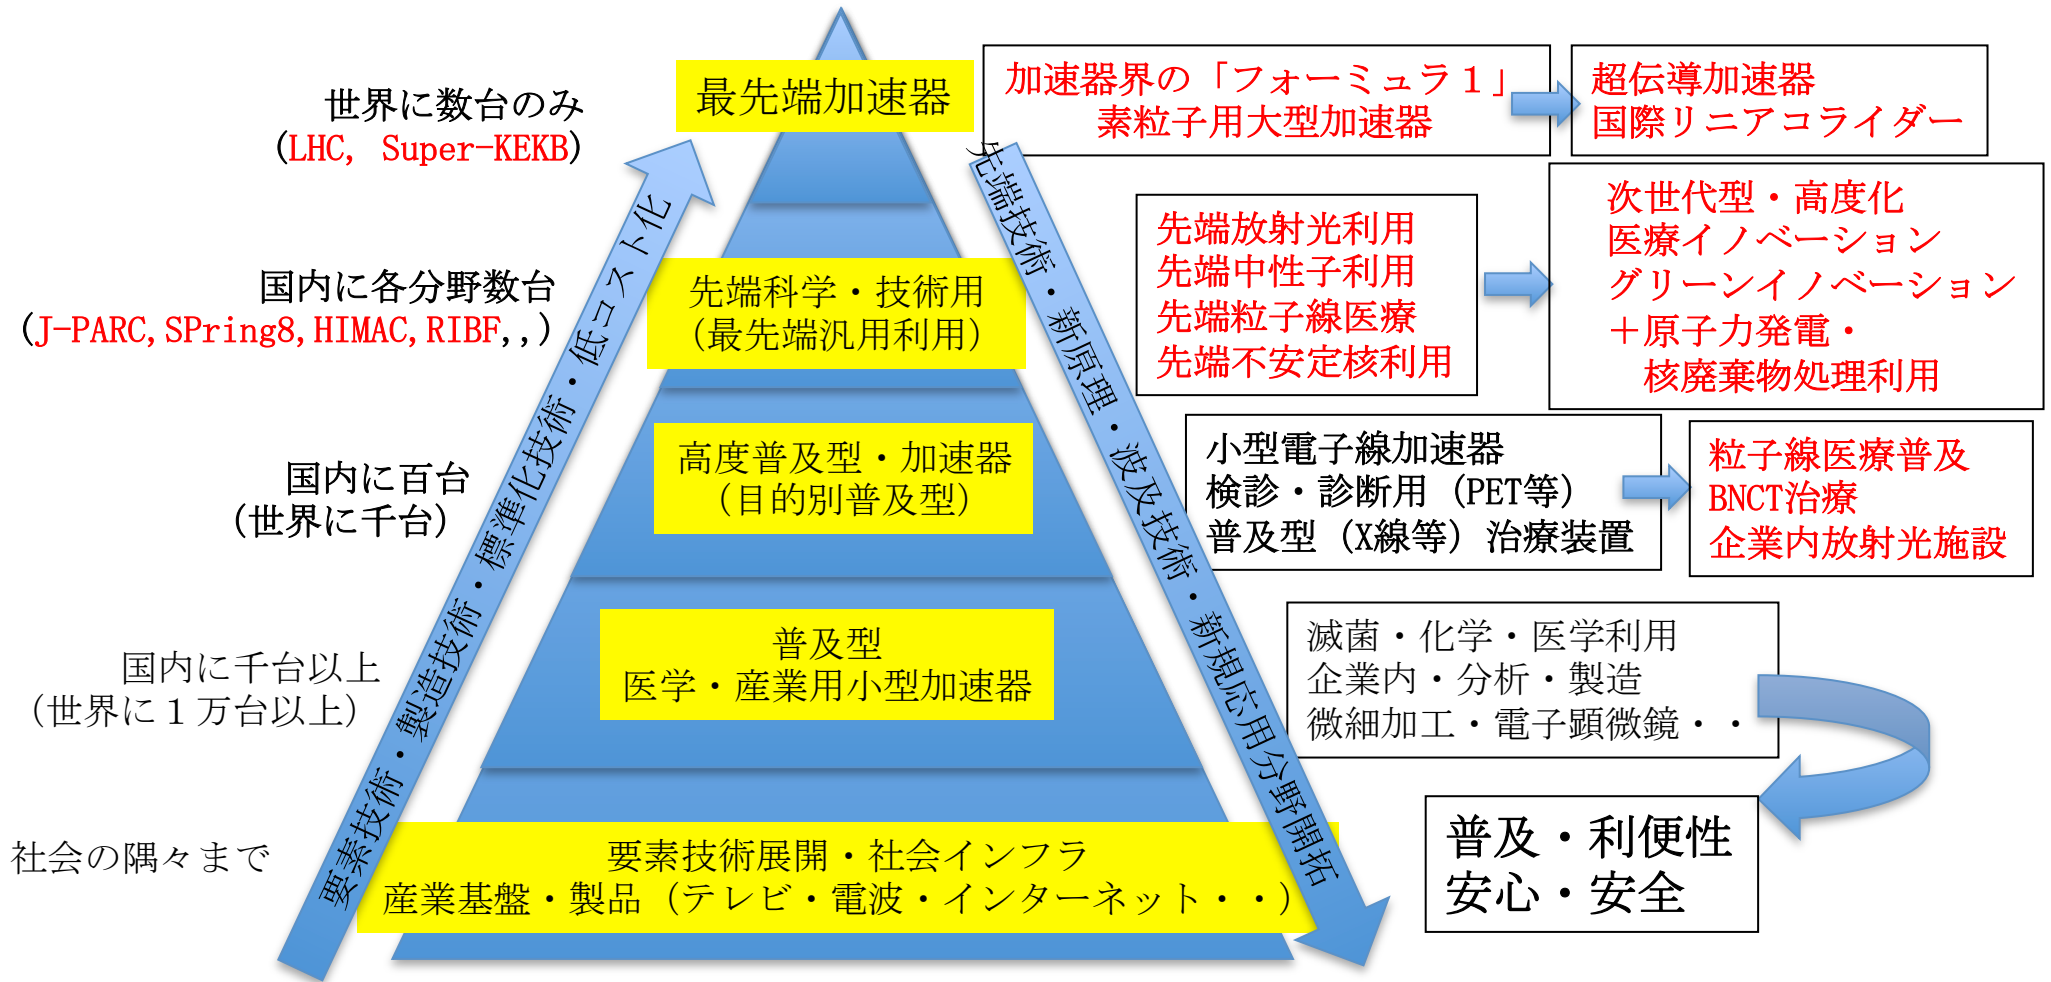 最先端加速器
世界に数台のみ
(LHC, Super-KEKB)
加速器界の「フォーミュラ１」
素粒子用大型加速器
超伝導加速器
国際リニアコライダー
国内に各分野数台
(J-PARC,SPring8,HIMAC,RIBF,,)
先端科学・技術用
（最先端汎用利用）
先端放射光利用
先端中性子利用
先端粒子線医療
先端不安定核利用
次世代型・高度化
医療イノベーション
グリーンイノベーション
＋原子力発電・
核廃棄物処理利用
国内に百台
（世界に千台）
高度普及型・加速器
（目的別普及型）
小型電子線加速器
検診・診断用（PET等）
普及型（X線等）治療装置
粒子線医療普及
BNCT治療
企業内放射光施設
国内に千台以上
（世界に１万台以上）
普及型
医学・産業用小型加速器
滅菌・化学・医学利用
企業内・分析・製造
微細加工・電子顕微鏡・・
社会の隅々まで
要素技術展開・社会インフラ
産業基盤・製品（テレビ・電波・インターネット・・）
普及・利便性
安心・安全
要素技術・製造技術・標準化技術・低コスト化
先端技術・新原理・波及技術・新規応用分野開拓